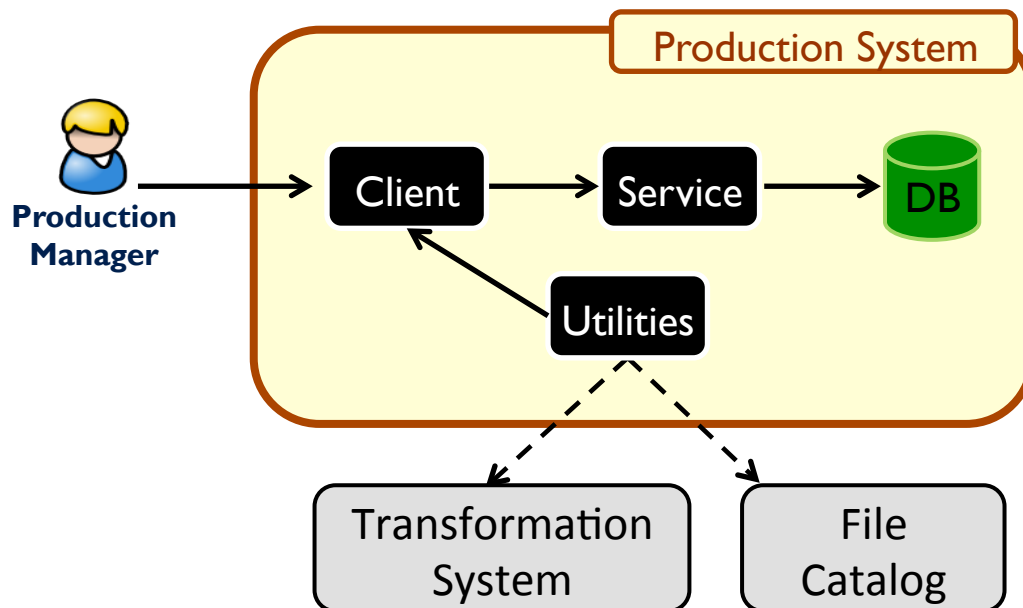 Production System
Client
Service
DB
Production
Manager
Utilities
Transformation
System
File
Catalog